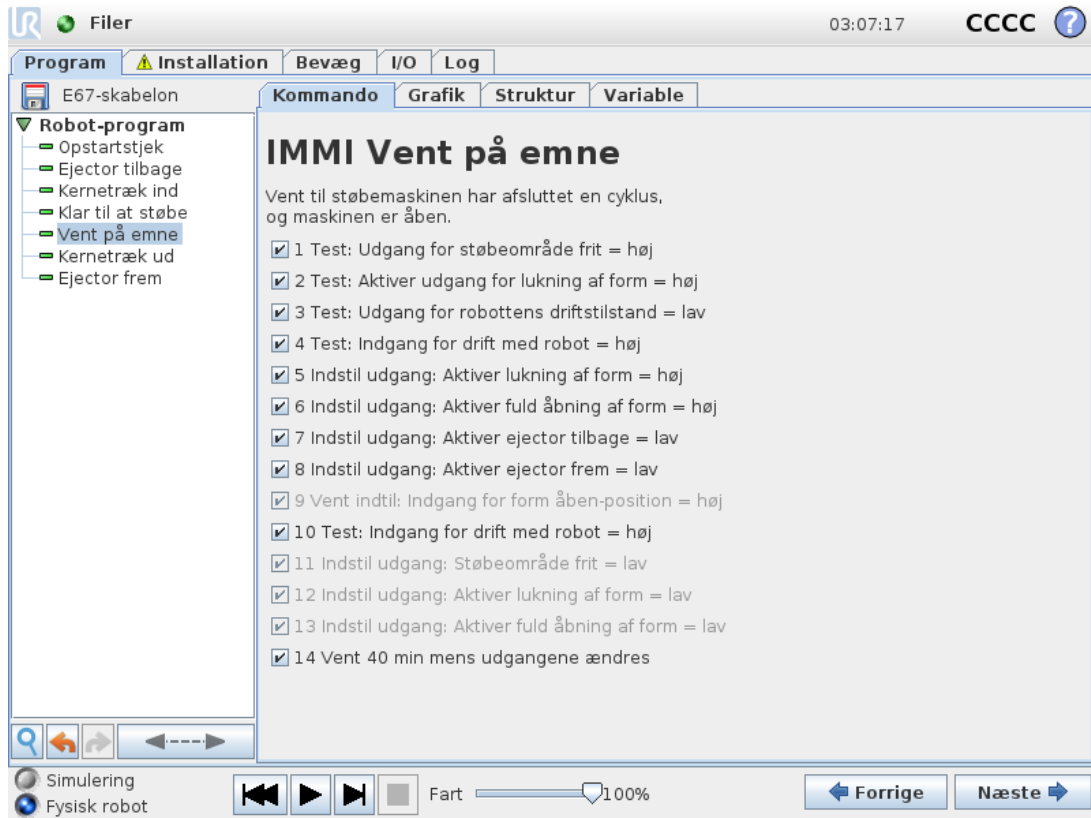 UR Filer 03:07:17 CCCC ?
Program Installation Bevæg I/O Log
E67-skabelon
Kommando Grafik Struktur Variable
Robot-program
Opstartstjek
Ejector tilbage
Kernetræk ind
Klar til at støbe
Vent på emne
Kernetræk ud
Ejector frem
IMMI Vent på emne
Vent til støbemaskinen har afsluttet en cyklus,
og maskinen er åben.
1 Test: Udgang for støbeområde frit = høj
2 Test: Aktiver udgang for lukning af form = høj
3 Test: Udgang for robottens driftstilstand = lav
4 Test: Indgang for drift med robot = høj
5 Indstil udgang: Aktiver lukning af form = høj
6 Indstil udgang: Aktiver fuld åbning af form = høj
7 Indstil udgang: Aktiver ejector tilbage = lav
8 Indstil udgang: Aktiver ejector frem = lav
9 Vent indtil: Indgang for form åben-position = høj
10 Test: Indgang for drift med robot = høj
11 Indstil udgang: Støbeområde frit = lav
12 Indstil udgang: Aktiver lukning af form = lav
13 Indstil udgang: Aktiver fuld åbning af form = lav
14 Vent 40 min mens udgangene ændres
Simulering
Fysisk robot
Fart 100%
Forrige Næste